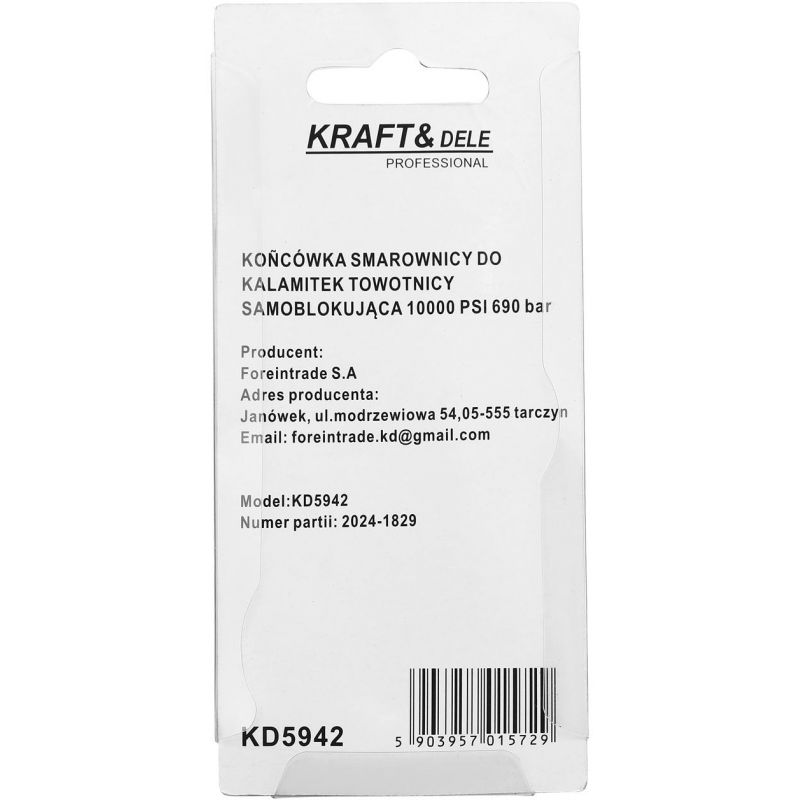 KRAFT& DELE
PROFESSIONAL
KOÑCÓWKA SMAROWNICY DO
KALAMITEK TOWOTNICY
SAMOBLOKUJĄCA 10000 PSI 690 bar
Producent:
Foreintrade S.A
Adres producenta:
Janówek, ul.modrzewiowa 54,05-555 tarczyn
Email: foreintrade.kd@gmail.com
Model:KD5942
Numer partii: 2024-1829
KD5942
5 903957 015729